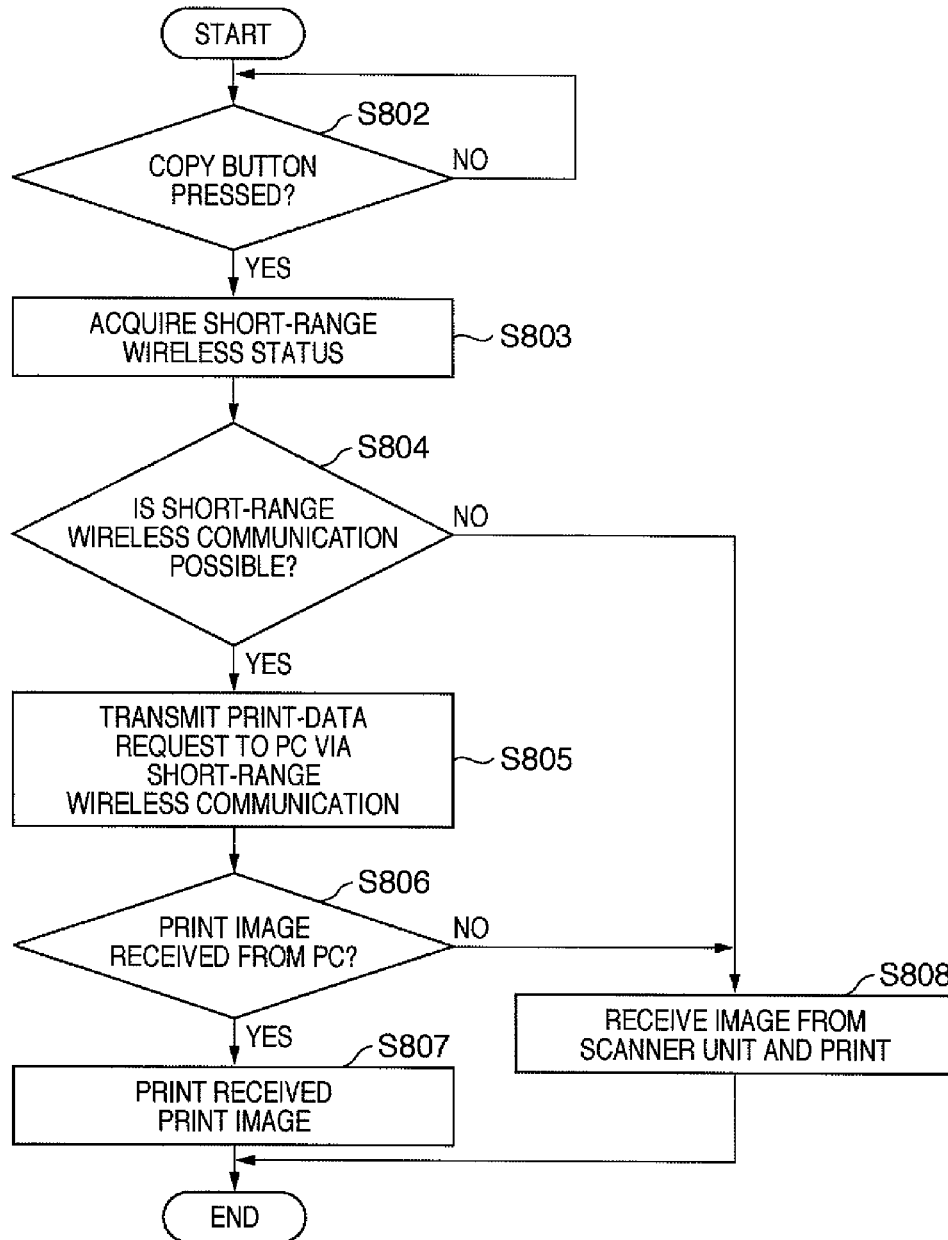 START
S802
COPY BUTTON
PRESSED?
NO
YES
ACQUIRE SHORT-RANGE
WIRELESS STATUS
S803
S804
IS SHORT-RANGE
WIRELESS COMMUNICATION
POSSIBLE?
NO
YES
TRANSMIT PRINT-DATA
REQUEST TO PC VIA
SHORT-RANGE
WIRELESS COMMUNICATION
S805
S806
PRINT IMAGE
RECEIVED FROM PC?
NO
YES
S808
RECEIVE IMAGE FROM
SCANNER UNIT AND PRINT
S807
PRINT RECEIVED
PRINT IMAGE
END